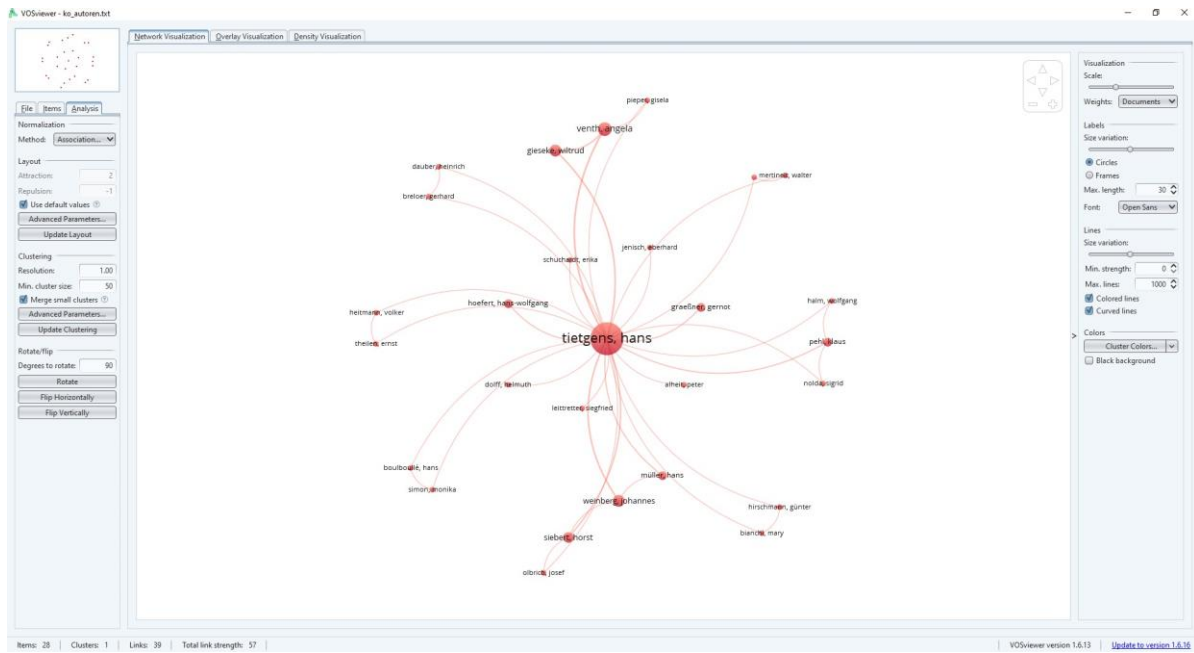 VOSviewer - ko_autoren.txt
Network Visualization Overlay Visualization Density Visualization
File Items Analysis
Normalization
Method: Association...
Layout
Attraction: 2
Repulsion: -1
Use default values
Advanced Parameters...
Update Layout
Clustering
Resolution: 1.00
Min. cluster size: 50
Merge small clusters
Advanced Parameters...
Update Clustering
Rotate/flip
Degrees to rotate: 90
Rotate
Flip Horizontally
Flip Vertically
pieper, gisela
venth, angela
gieseke, wiltrud
dauber, heinrich
mertineit, walter
breloer, gerhard
jenisch, eberhard
schuchardt, erika
hoefert, hans-wolfgang
graeßner, gernot
haim, wolfgang
heitmann, volker
tietgens, hans
theilen, ernst
pehl, klaus
dolff, helmuth
alheit, peter
nolda, sigrid
leittretter, siegfried
boulboulé, hans
müller, hans
simon, monika
weinberg, johannes
hirschmann, günter
bianchi, mary
siebert, horst
olbrich, josef
Visualization
Scale:
Weights: Documents
Labels
Size variation:
Circles
Frames
Max. length: 30
Font: Open Sans
Lines
Size variation:
Min. strength: 0
Max. lines: 1000
Colored lines
Curved lines
>
Colors
Cluster Colors...
Black background
Items: 28 | Clusters: 1 | Links: 39 | Total link strength: 57
VOSviewer version 1.6.13 | Update to version 1.6.16